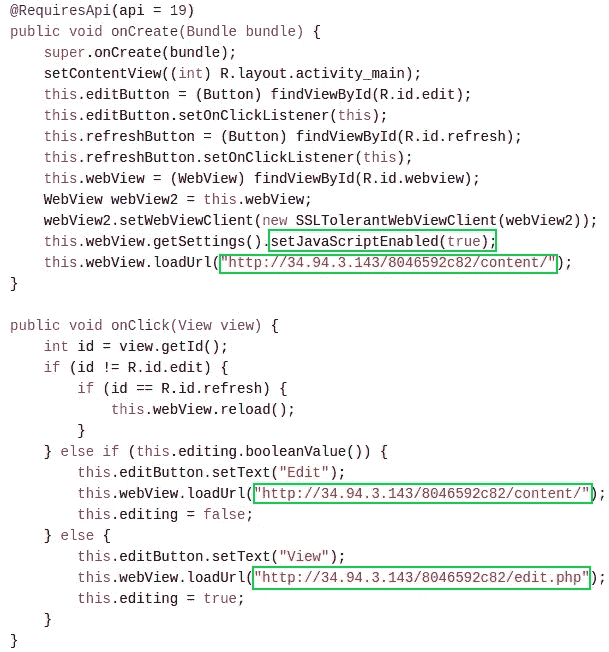 @RequiresApi(api = 19)
public void onCreate(Bundle bundle) {
    super.onCreate(bundle);
    setContentView((int) R.layout.activity_main);
    this.editButton = (Button) findViewById(R.id.edit);
    this.editButton.setOnClickListener(this);
    this.refreshButton = (Button) findViewById(R.id.refresh);
    this.refreshButton.setOnClickListener(this);
    this.webView = (WebView) findViewById(R.id.webview);
    WebView webView2 = this.webView;
    webView2.setWebViewClient(new SSLTolerantWebViewClient(webView2));
    this.webView.getSettings().setJavaScriptEnabled(true);
    this.webView.loadUrl("http://34.94.3.143/8046592c82/content/");
}

public void onClick(View view) {
    int id = view.getId();
    if (id != R.id.edit) {
        if (id == R.id.refresh) {
            this.webView.reload();
        }
    } else if (this.editing.booleanValue()) {
        this.editButton.setText("Edit");
        this.webView.loadUrl("http://34.94.3.143/8046592c82/content/");
        this.editing = false;
    } else {
        this.editButton.setText("View");
        this.webView.loadUrl("http://34.94.3.143/8046592c82/edit.php");
        this.editing = true;
    }
}